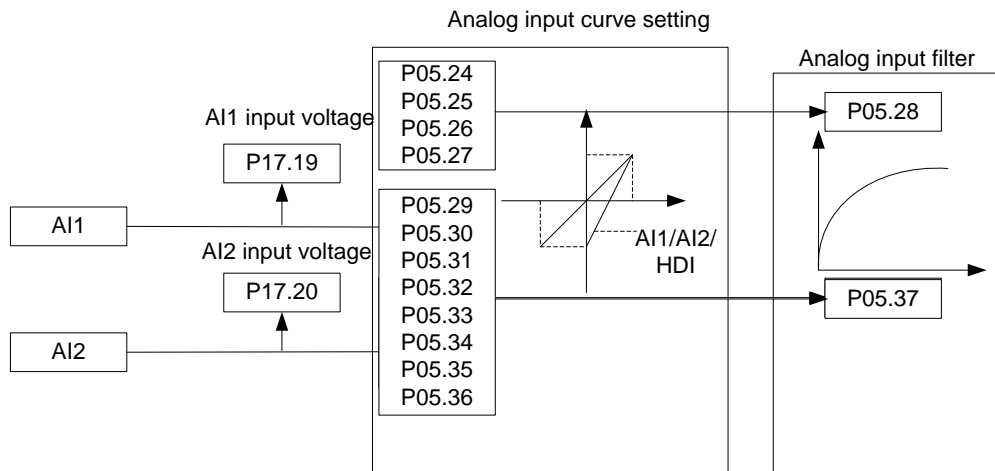 Analog input curve setting
Analog input filter
P05.24
P05.25
P05.26
P05.27
P05.28
AI1 input voltage
P17.19
AI1
P05.29
P05.30
P05.31
P05.32
P05.33
P05.34
P05.35
P05.36
AI1/AI2/
HDI
AI2 input voltage
P17.20
P05.37
AI2